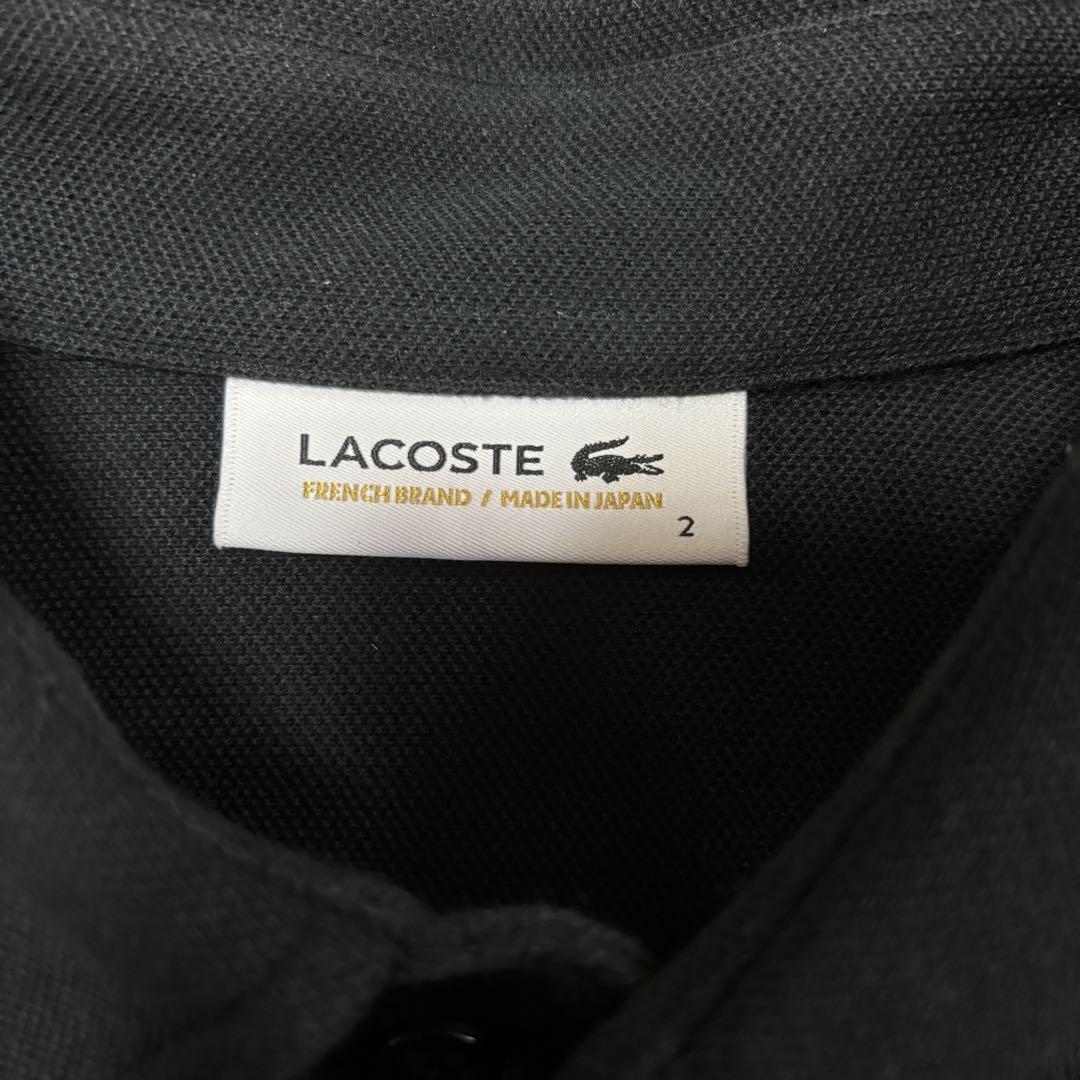 LACOSTE
FRENCH BRAND / MADE IN JAPAN
2